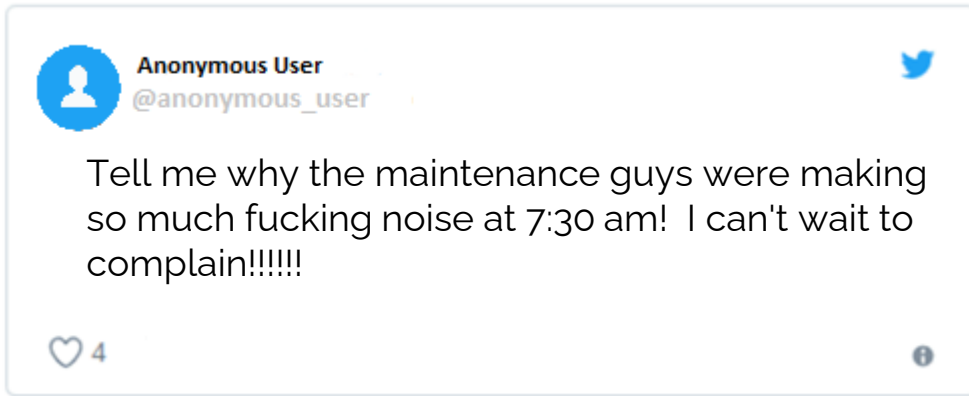 Anonymous User
@anonymous_user
Tell me why the maintenance guys were making
so much fucking noise at 7:30 am!  I can't wait to
complain!!!!!!
4